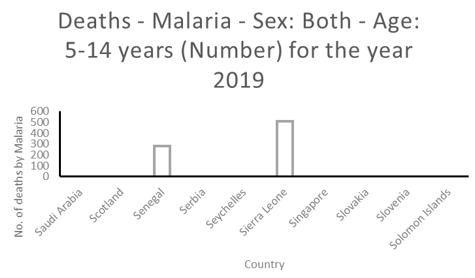 Deaths - Malaria - Sex: Both - Age:
5-14 years (Number) for the year
2019
No. of deaths by Malaria
600
500
400
300
200
100
0
Saudi Arabia
Scotland
Senegal
Serbia
Seychelles
Sierra Leone
Singapore
Slovakia
Slovenia
Solomon Islands
Country